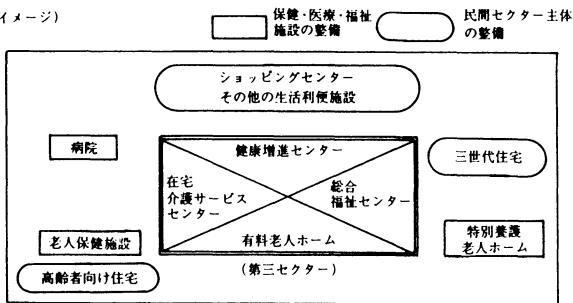 イメージ)
保健・医療・福祉
施設の整備
民間セクター主体
の整備
ショッピングセンター
その他の生活利便施設
病院
健康増進センター
三世代住宅
在宅
介護サービス
センター
総合
福祉センター
老人保健施設
有料老人ホーム
特別養護
老人ホーム
高齢者向け住宅
(第三セクター)